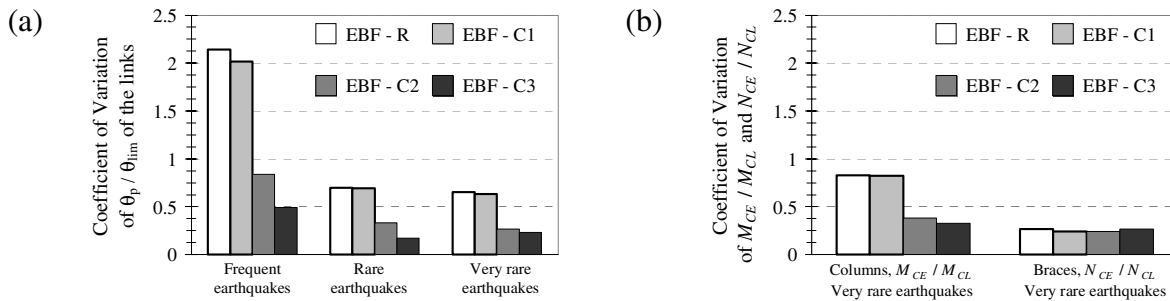 (a)
Coefficient of Variation
of θp / θlim of the links
2.5
2
1.5
1
0.5
0
EBF - R
EBF - C1
EBF - C2
EBF - C3
Frequent
earthquakes
Rare
earthquakes
Very rare
earthquakes
(b)
Coefficient of Variation
of MCE / MCL and NCE / NCL
2.5
2
1.5
1
0.5
0
EBF - R
EBF - C1
EBF - C2
EBF - C3
Columns, MCE / MCL
Very rare earthquakes
Braces, NCE / NCL
Very rare earthquakes